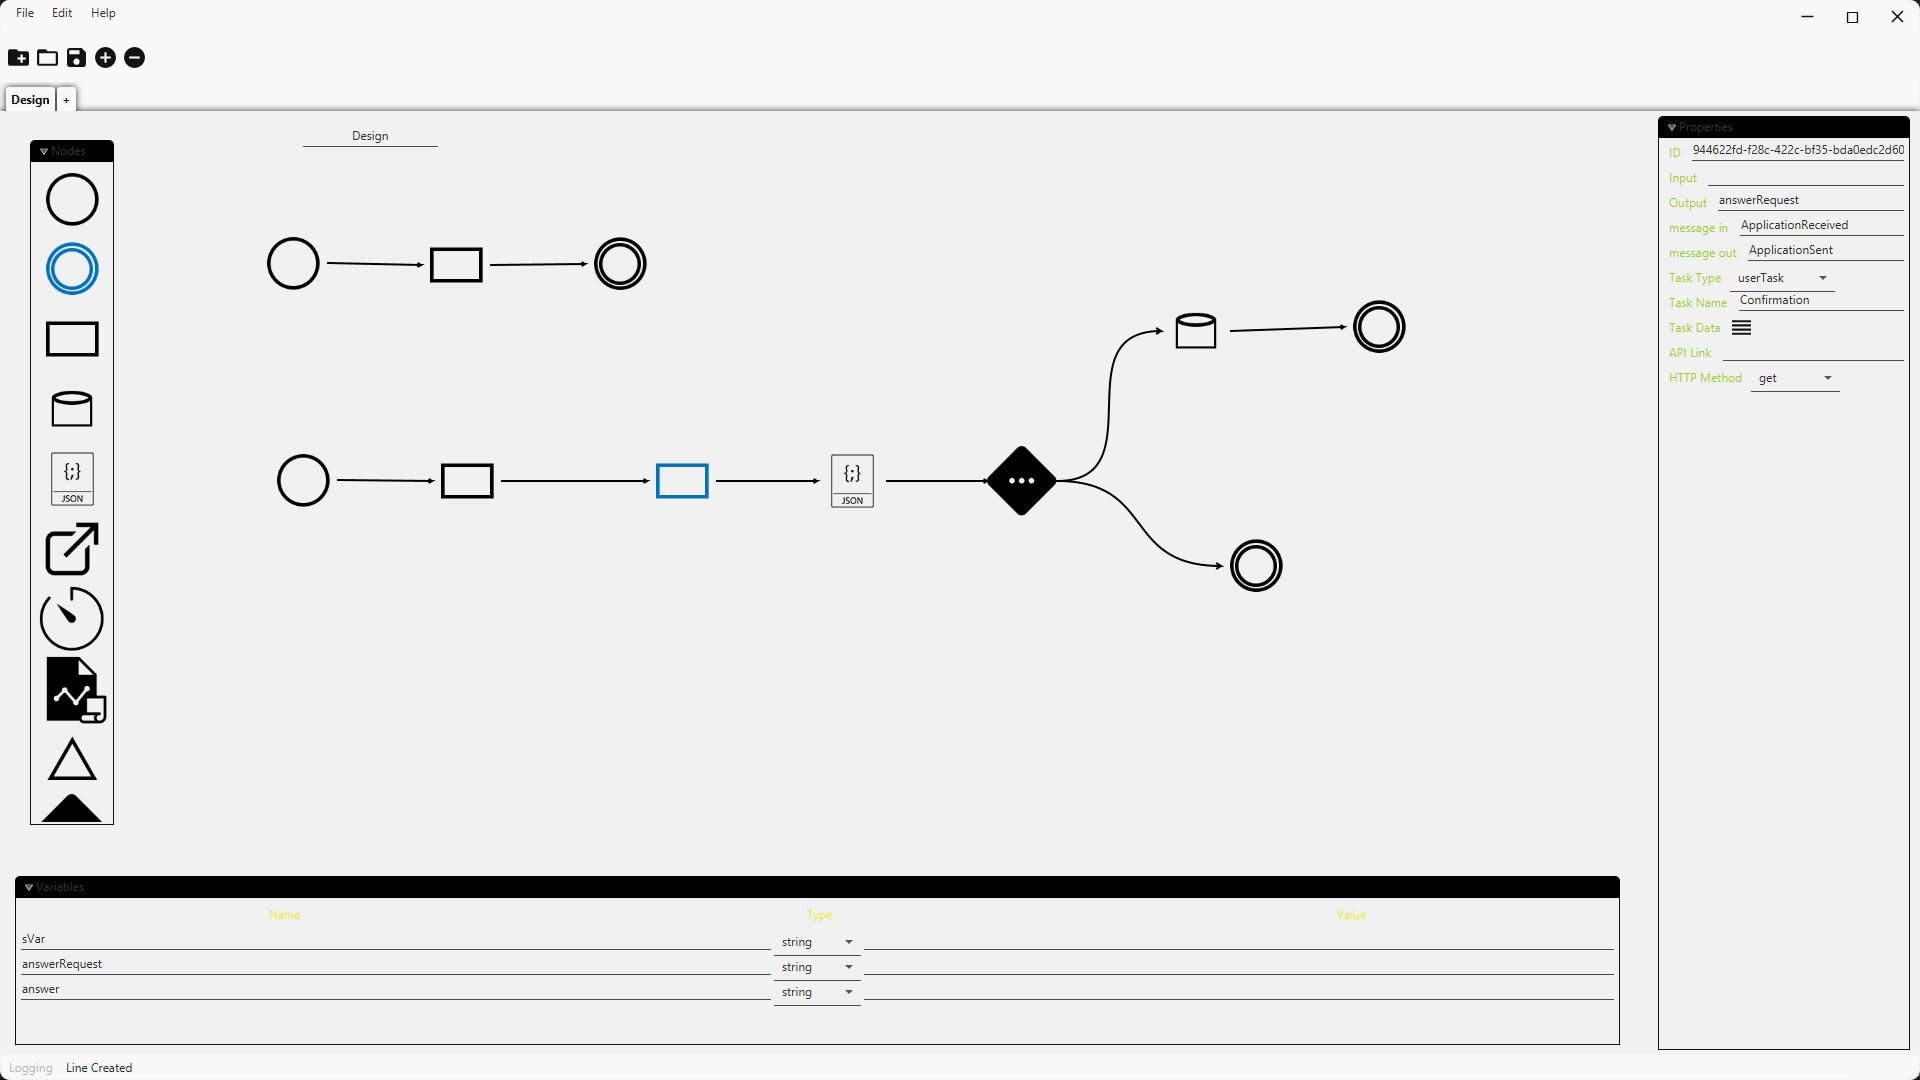 File Edit Help
Design +
Design
Nodes
{;}
JSON
{;}
JSON
Properties
ID 944622fd-f28c-422c-bf35-bda0edc2d60
Input
Output answerRequest
message in ApplicationReceived
message out ApplicationSent
Task Type userTask
Task Name Confirmation
Task Data
API Link
HTTP Method get
Variables
Name Type Value
sVar string
answerRequest string
answer string
Logging Line Created